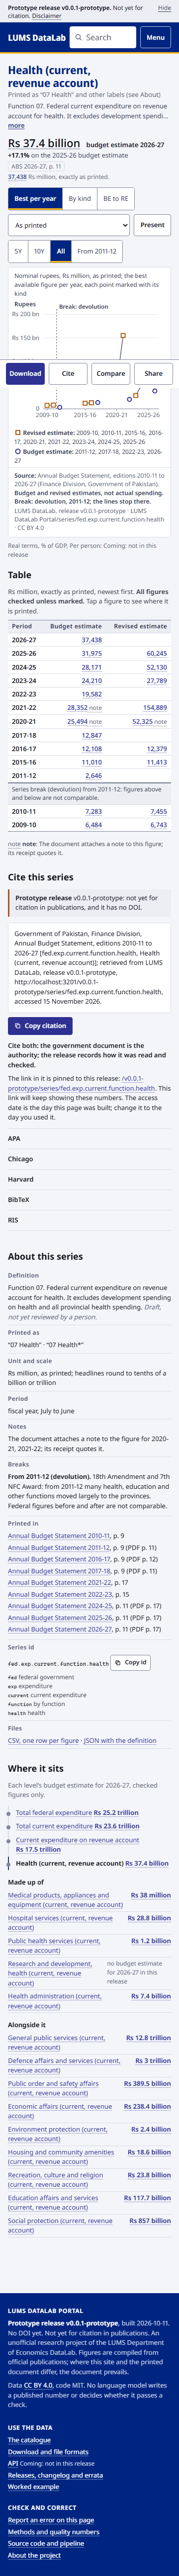 Prototype release v0.0.1-prototype. Not yet for citation. Disclaimer
Hide
LUMS DataLab
Search
Menu
Health (current, revenue account)
Printed as “07 Health” and other labels (see About)
Function 07. Federal current expenditure on revenue account for health. It excludes development spendi... more
Rs 37.4 billion budget estimate 2026-27
+17.1% on the 2025-26 budget estimate
ABS 2026-27, p. 11
37,438 Rs million, exactly as printed.
Best per year
By kind
BE to RE
As printed
Present
5Y
10Y
All
From 2011-12
Nominal rupees, Rs million, as printed; the best available figure per year, each point marked with its kind
Rupees
Break: devolution
Rs 200 bn
Rs 150 bn
Download
Cite
Compare
Share
0
2009-10
2015-16
2020-21
2025-26
Revised estimate: 2009-10, 2010-11, 2015-16, 2016-17, 2020-21, 2021-22, 2023-24, 2024-25, 2025-26
Budget estimate: 2011-12, 2017-18, 2022-23, 2026-27
Source: Annual Budget Statement, editions 2010-11 to 2026-27 (Finance Division, Government of Pakistan).
Budget and revised estimates, not actual spending.
Break: devolution, 2011-12; the lines stop there.
LUMS DataLab, release v0.0.1-prototype · LUMS DataLab Portal/series/fed.exp.current.function.health · CC BY 4.0
Real terms, % of GDP, Per person: Coming: not in this release
Table
Rs million, exactly as printed, newest first. All figures checked unless marked. Tap a figure to see where it is printed.
Period Budget estimate Revised estimate
2026-27 37,438
2025-26 31,975 60,245
2024-25 28,171 52,130
2023-24 24,210 27,789
2022-23 19,582
2021-22 28,352 note 154,889
2020-21 25,494 note 52,325 note
2017-18 12,847
2016-17 12,108 12,379
2015-16 11,010 11,413
2011-12 2,646
Series break (devolution) from 2011-12: figures above and below are not comparable.
2010-11 7,283 7,455
2009-10 6,484 6,743
note note: The document attaches a note to this figure; its receipt quotes it.
Cite this series
Prototype release v0.0.1-prototype: not yet for citation in publications, and it has no DOI.
Government of Pakistan, Finance Division, Annual Budget Statement, editions 2010-11 to 2026-27 [fed.exp.current.function.health, Health (current, revenue account)]; retrieved from LUMS DataLab, release v0.0.1-prototype, http://localhost:3201/v0.0.1-prototype/series/fed.exp.current.function.health, accessed 15 November 2026.
Copy citation
Cite both: the government document is the authority; the release records how it was read and checked.
The link in it is pinned to this release: /v0.0.1-prototype/series/fed.exp.current.function.health. This link will keep showing these numbers. The access date is the day this page was built; change it to the day you used it.
APA
Chicago
Harvard
BibTeX
RIS
About this series
Definition
Function 07. Federal current expenditure on revenue account for health. It excludes development spending on health and all provincial health spending. Draft, not yet reviewed by a person.
Printed as
“07 Health” · “07 Health*”
Unit and scale
Rs million, as printed; headlines round to tenths of a billion or trillion
Period
fiscal year, July to June
Notes
The document attaches a note to the figure for 2020-21, 2021-22; its receipt quotes it.
Breaks
From 2011-12 (devolution). 18th Amendment and 7th NFC Award: from 2011-12 many health, education and other functions moved largely to the provinces. Federal figures before and after are not comparable.
Printed in
Annual Budget Statement 2010-11, p. 9
Annual Budget Statement 2011-12, p. 9 (PDF p. 11)
Annual Budget Statement 2016-17, p. 9 (PDF p. 12)
Annual Budget Statement 2017-18, p. 9 (PDF p. 11)
Annual Budget Statement 2021-22, p. 17
Annual Budget Statement 2022-23, p. 15
Annual Budget Statement 2024-25, p. 11 (PDF p. 17)
Annual Budget Statement 2025-26, p. 11 (PDF p. 17)
Annual Budget Statement 2026-27, p. 11 (PDF p. 17)
Series id
fed.exp.current.function.health
Copy id
fed federal government
exp expenditure
current current expenditure
function by function
health health
Files
CSV, one row per figure · JSON with the definition
Where it sits
Each level’s budget estimate for 2026-27, checked figures only.
Total federal expenditure Rs 25.2 trillion
Total current expenditure Rs 23.6 trillion
Current expenditure on revenue account Rs 17.5 trillion
Health (current, revenue account) Rs 37.4 billion
Made up of
Medical products, appliances and equipment (current, revenue account) Rs 38 million
Hospital services (current, revenue account) Rs 28.8 billion
Public health services (current, revenue account) Rs 1.2 billion
Research and development, health (current, revenue account) no budget estimate for 2026-27 in this release
Health administration (current, revenue account) Rs 7.4 billion
Alongside it
General public services (current, revenue account) Rs 12.8 trillion
Defence affairs and services (current, revenue account) Rs 3 trillion
Public order and safety affairs (current, revenue account) Rs 389.5 billion
Economic affairs (current, revenue account) Rs 238.4 billion
Environment protection (current, revenue account) Rs 2.4 billion
Housing and community amenities (current, revenue account) Rs 18.6 billion
Recreation, culture and religion (current, revenue account) Rs 23.8 billion
Education affairs and services (current, revenue account) Rs 117.7 billion
Social protection (current, revenue account) Rs 857 billion
LUMS DATALAB PORTAL
Prototype release v0.0.1-prototype, built 2026-10-11. No DOI yet. Not yet for citation in publications. An unofficial research project of the LUMS Department of Economics DataLab. Figures are compiled from official publications; where this site and the printed document differ, the document prevails.
Data CC BY 4.0, code MIT. No language model writes a published number or decides whether it passes a check.
USE THE DATA
The catalogue
Download and file formats
API Coming: not in this release
Releases, changelog and errata
Worked example
CHECK AND CORRECT
Report an error on this page
Methods and quality numbers
Source code and pipeline
About the project